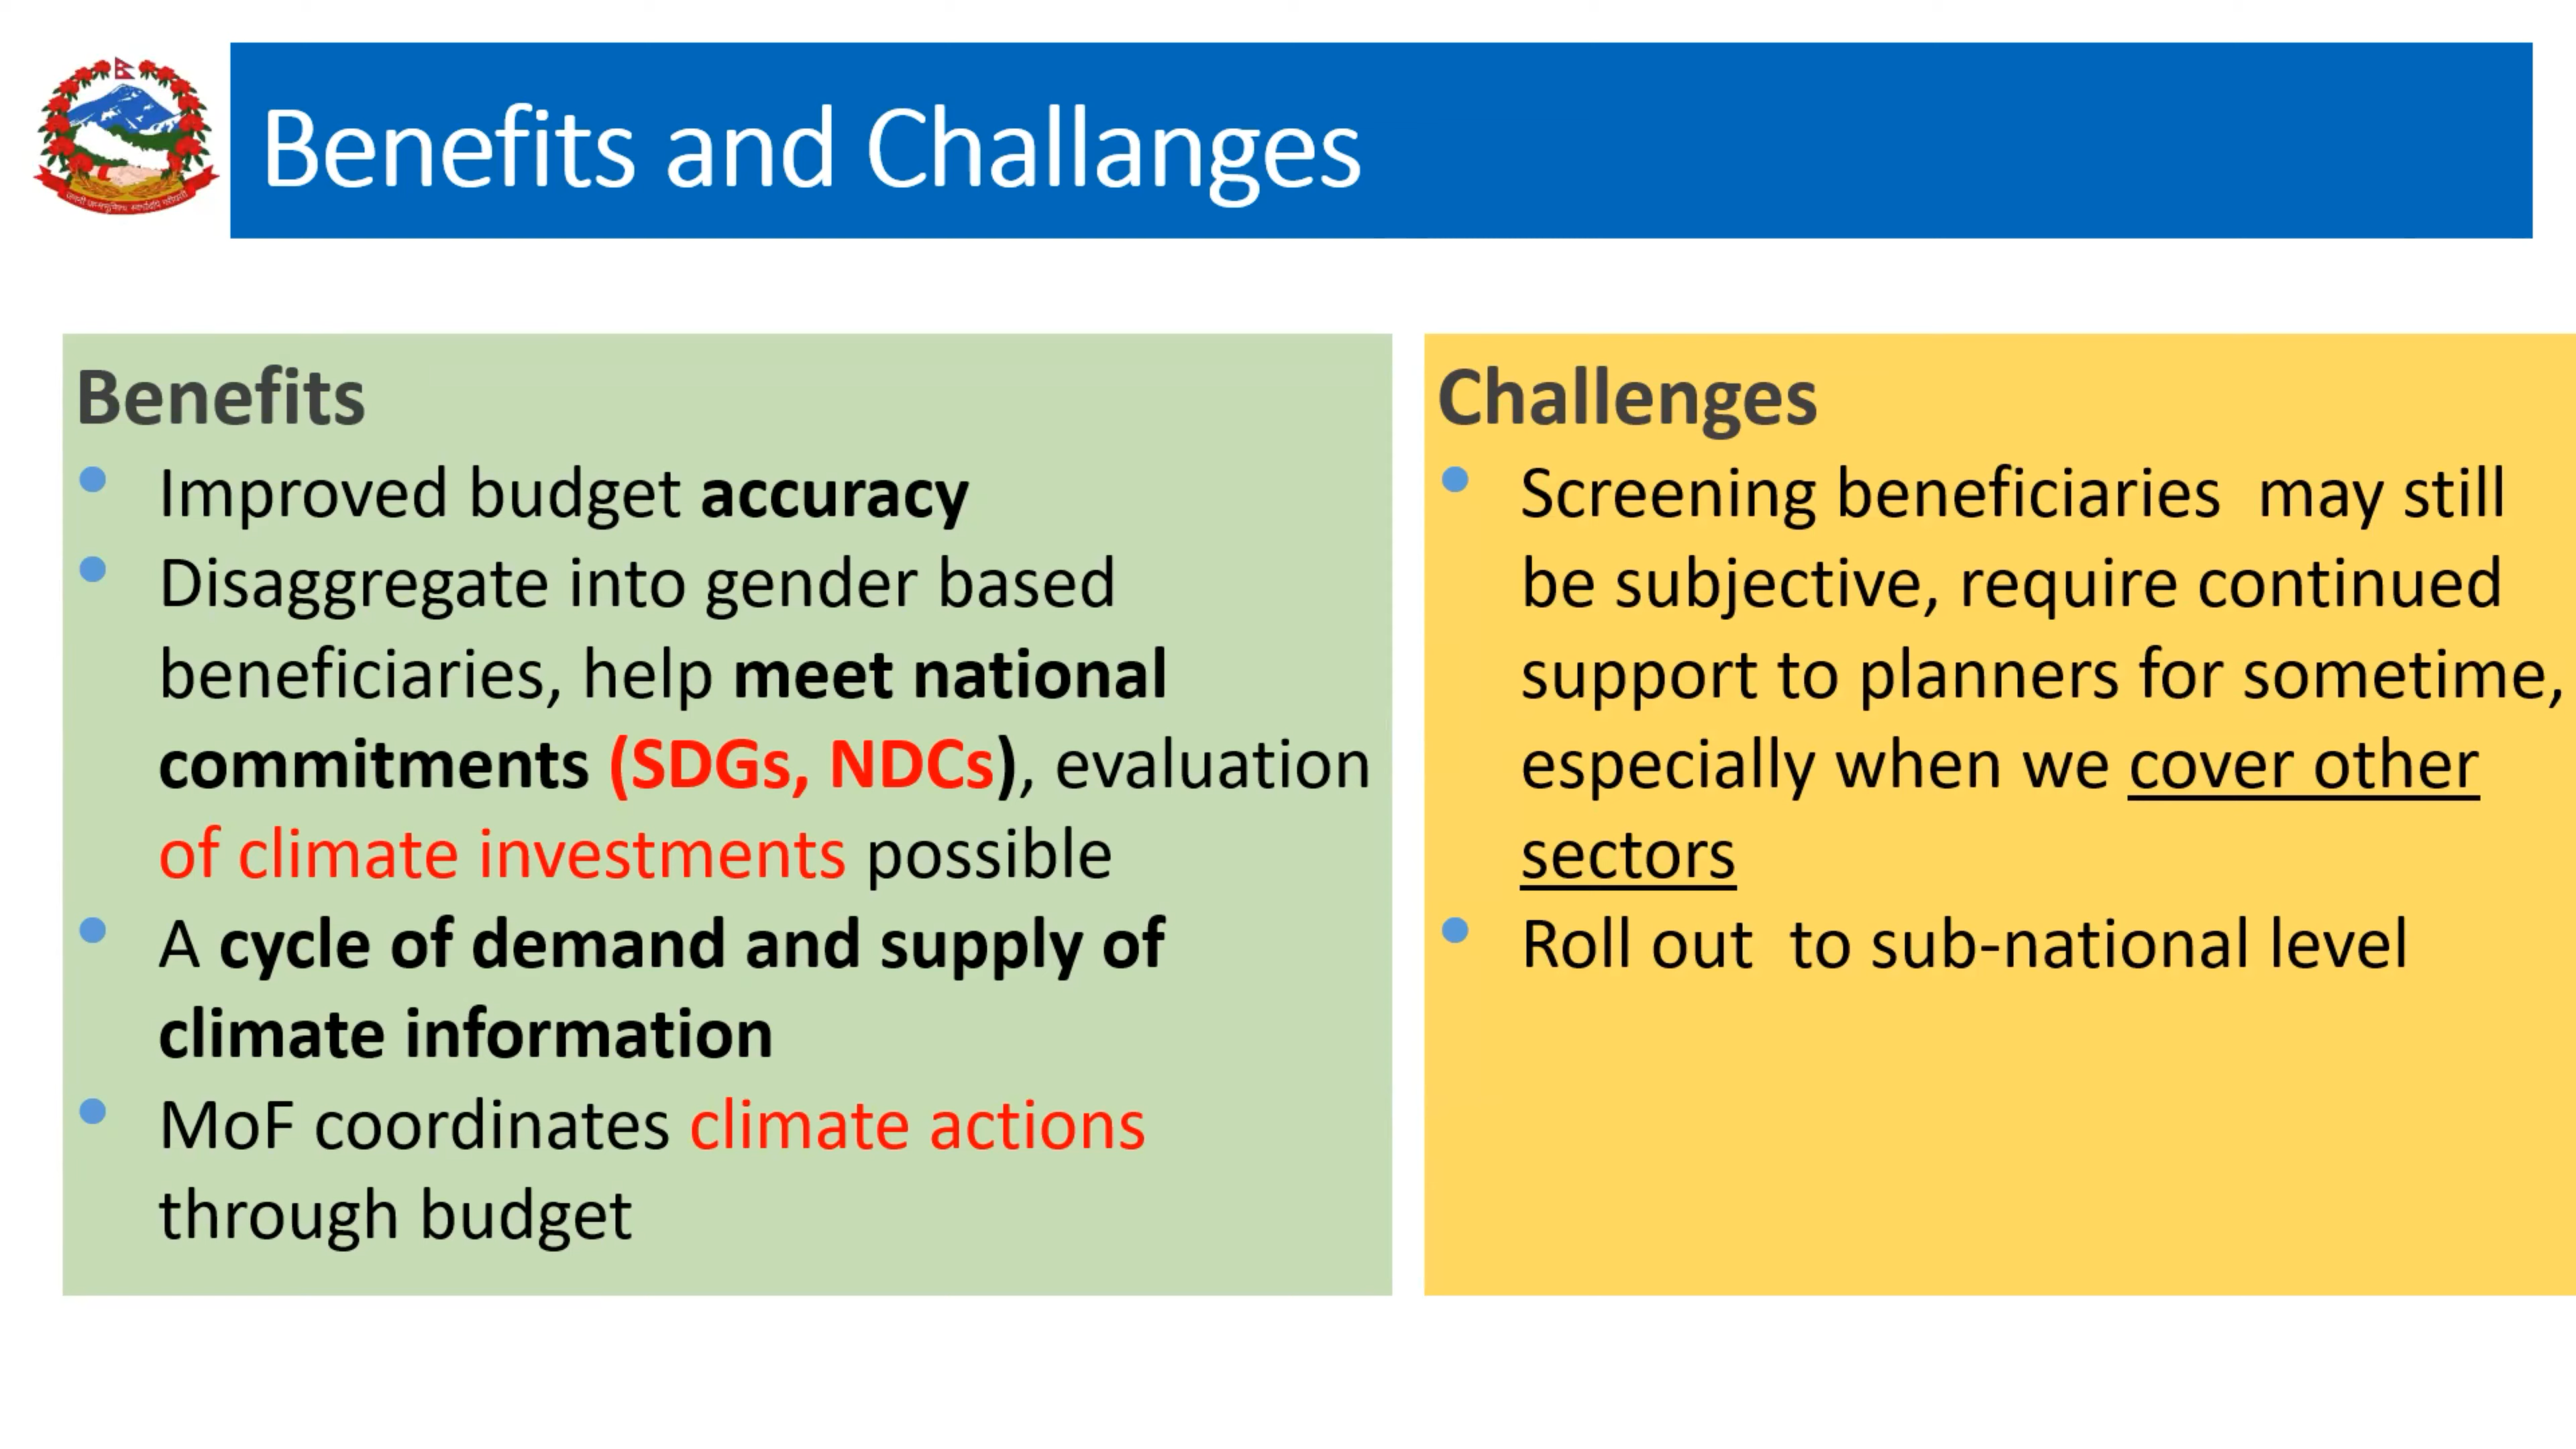 Benefits and Challanges
Benefits
• Improved budget accuracy
• Disaggregate into gender based
beneficiaries, help meet national
commitments (SDGs, NDCs), evaluation
of climate investments possible
• A cycle of demand and supply of
climate information
• MoF coordinates climate actions
through budget
Challenges
• Screening beneficiaries  may still
be subjective, require continued
support to planners for sometime,
especially when we cover other
sectors
• Roll out  to sub-national level